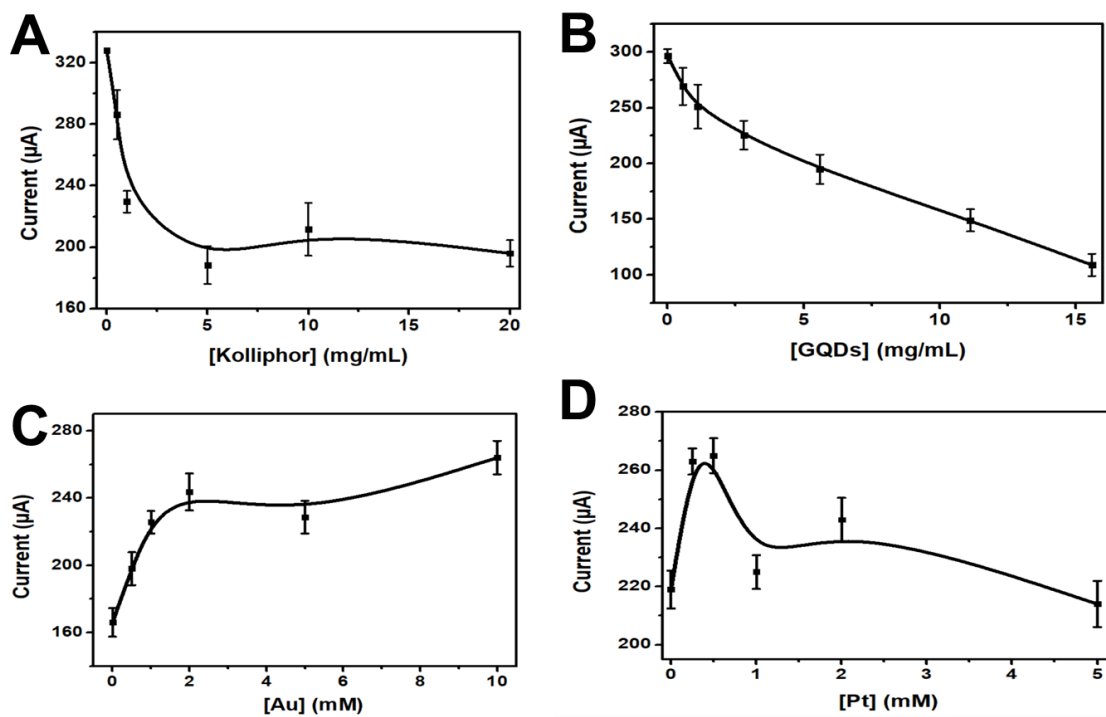 A
320
280
240
200
160
Current (µA)
0 5 10 15 20
[Kolliphor] (mg/mL)
B
300
250
200
150
100
Current (µA)
0 5 10 15
[GQDs] (mg/mL)
C
280
240
200
160
Current (µA)
0 2 4 6 8 10
[Au] (mM)
D
280
260
240
220
200
Current (µA)
0 1 2 3 4 5
[Pt] (mM)